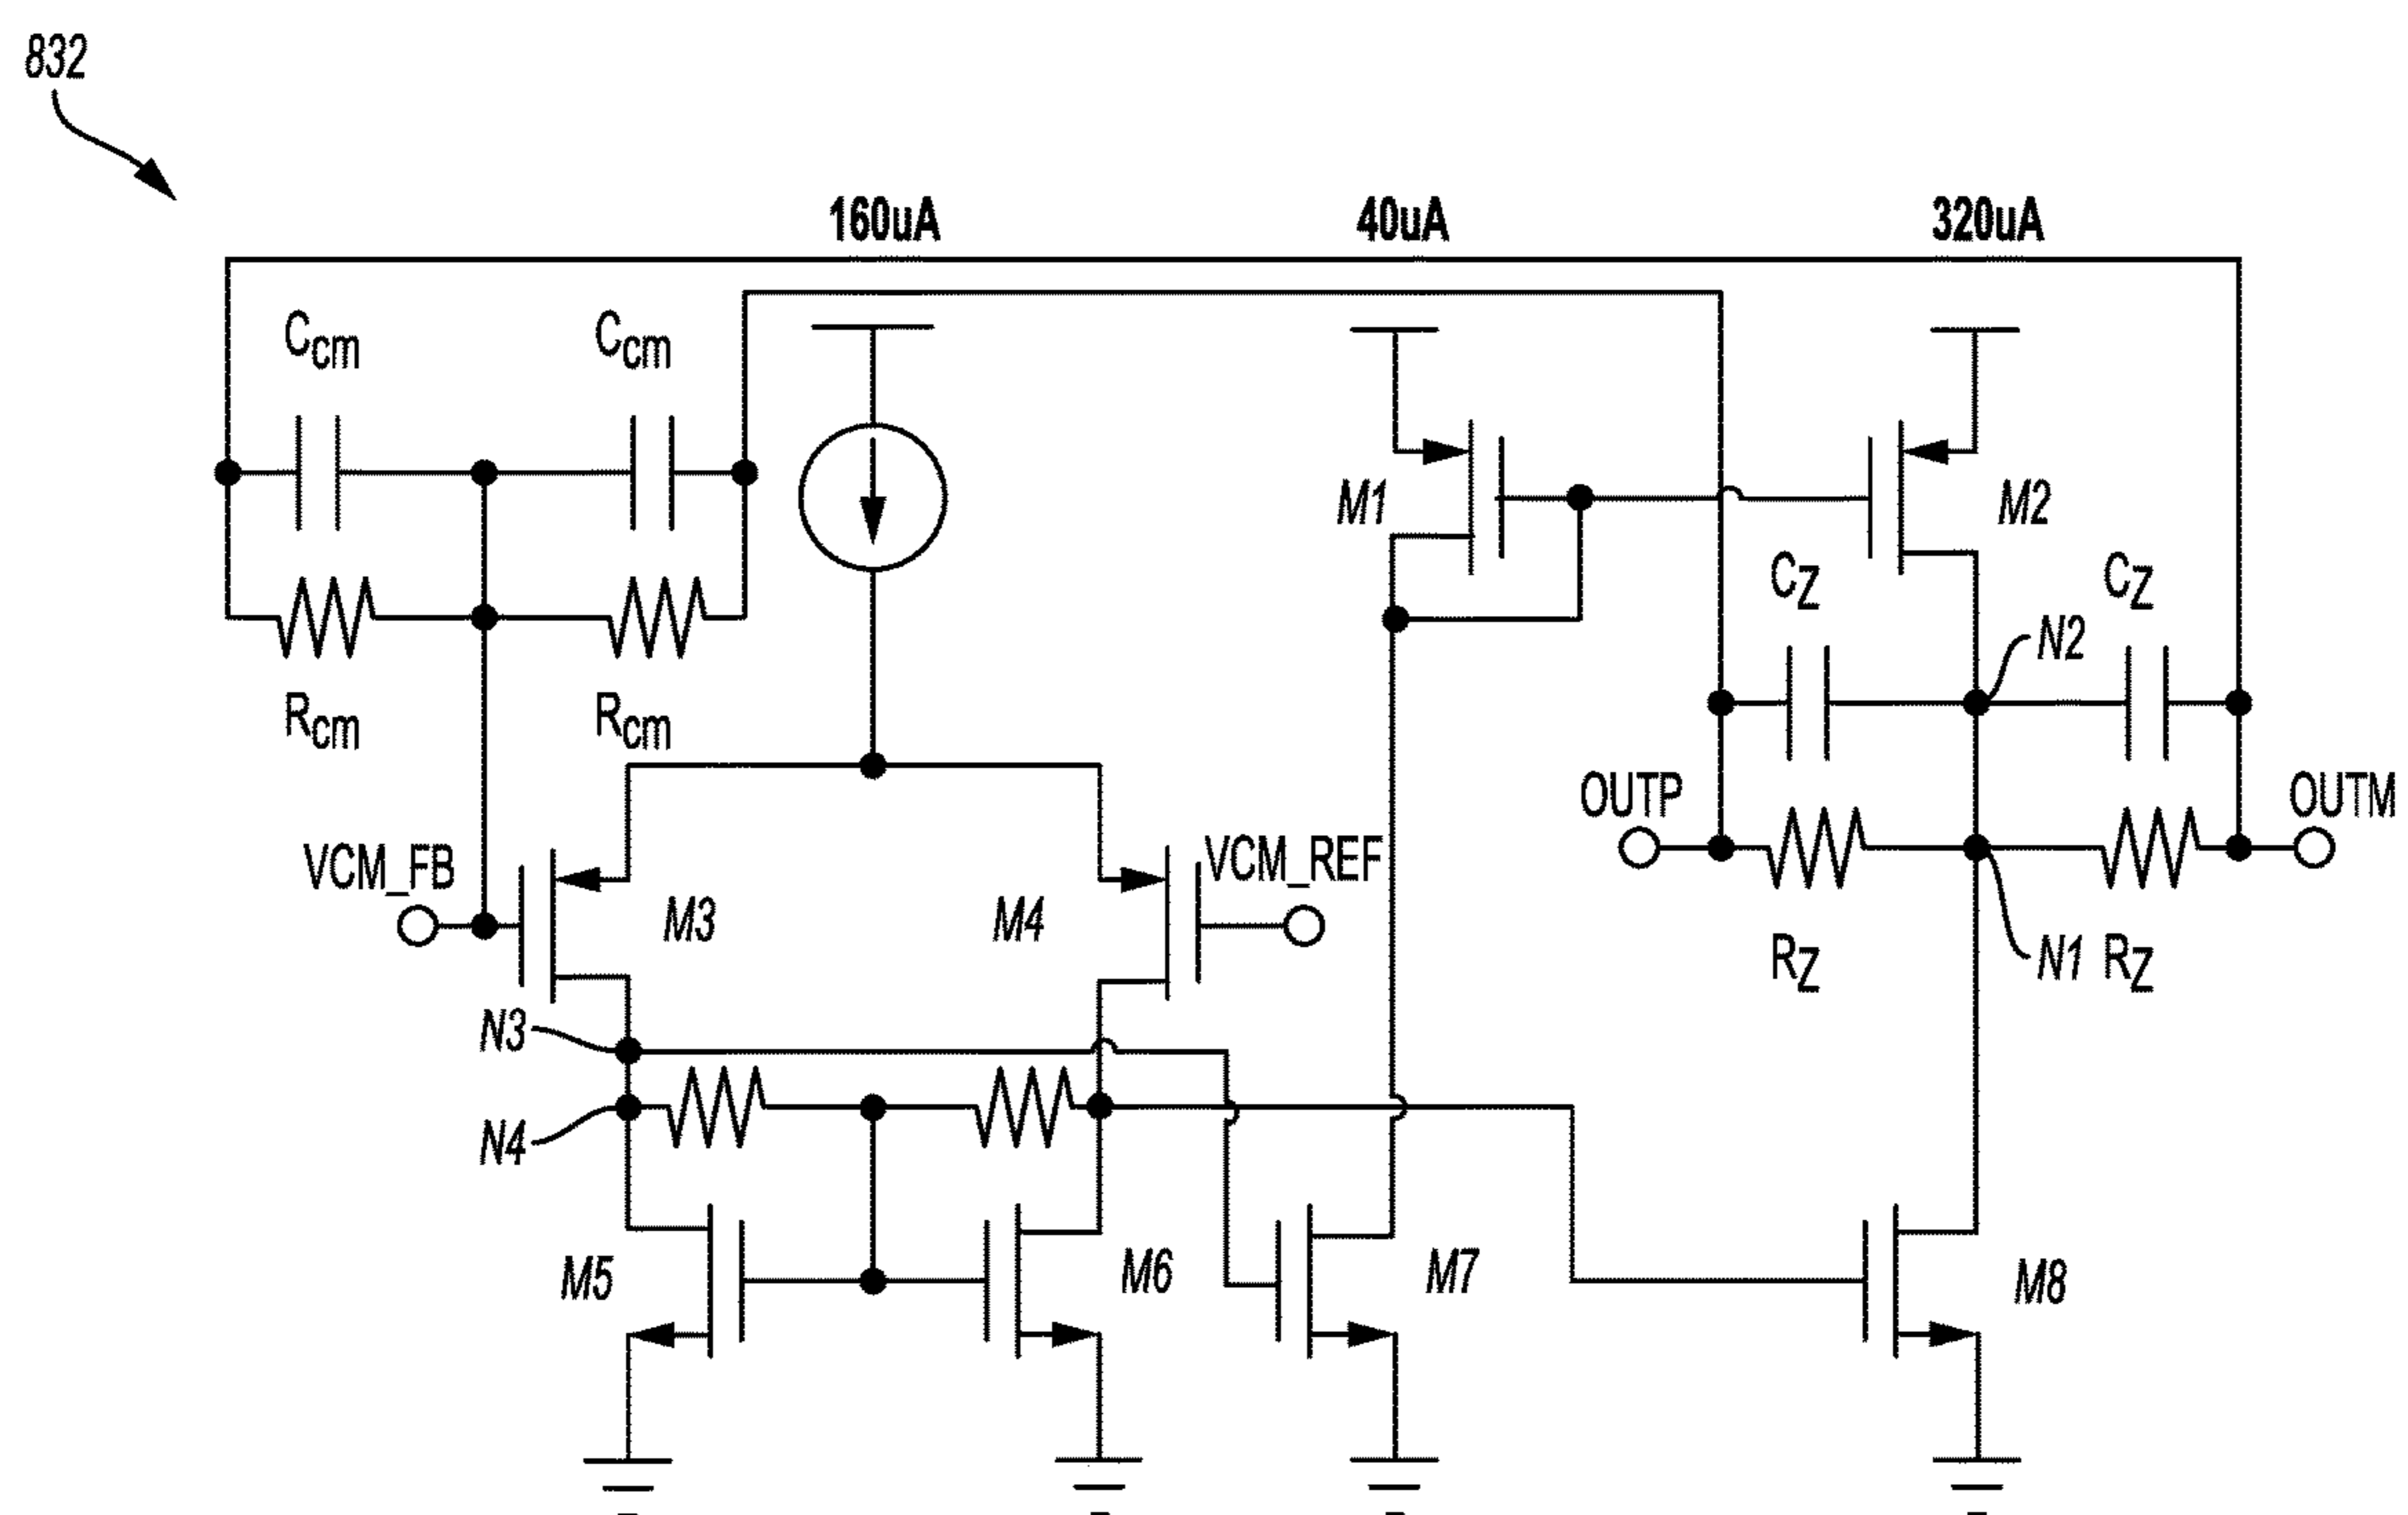 832
160uA 40uA 320uA
Ccm Ccm
M1 M2
CZ CZ
N2
Rcm Rcm
OUTP OUTM
VCM_FB M3 M4 VCM_REF
RZ N1 RZ
N3
N4
M5 M6 M7 M8